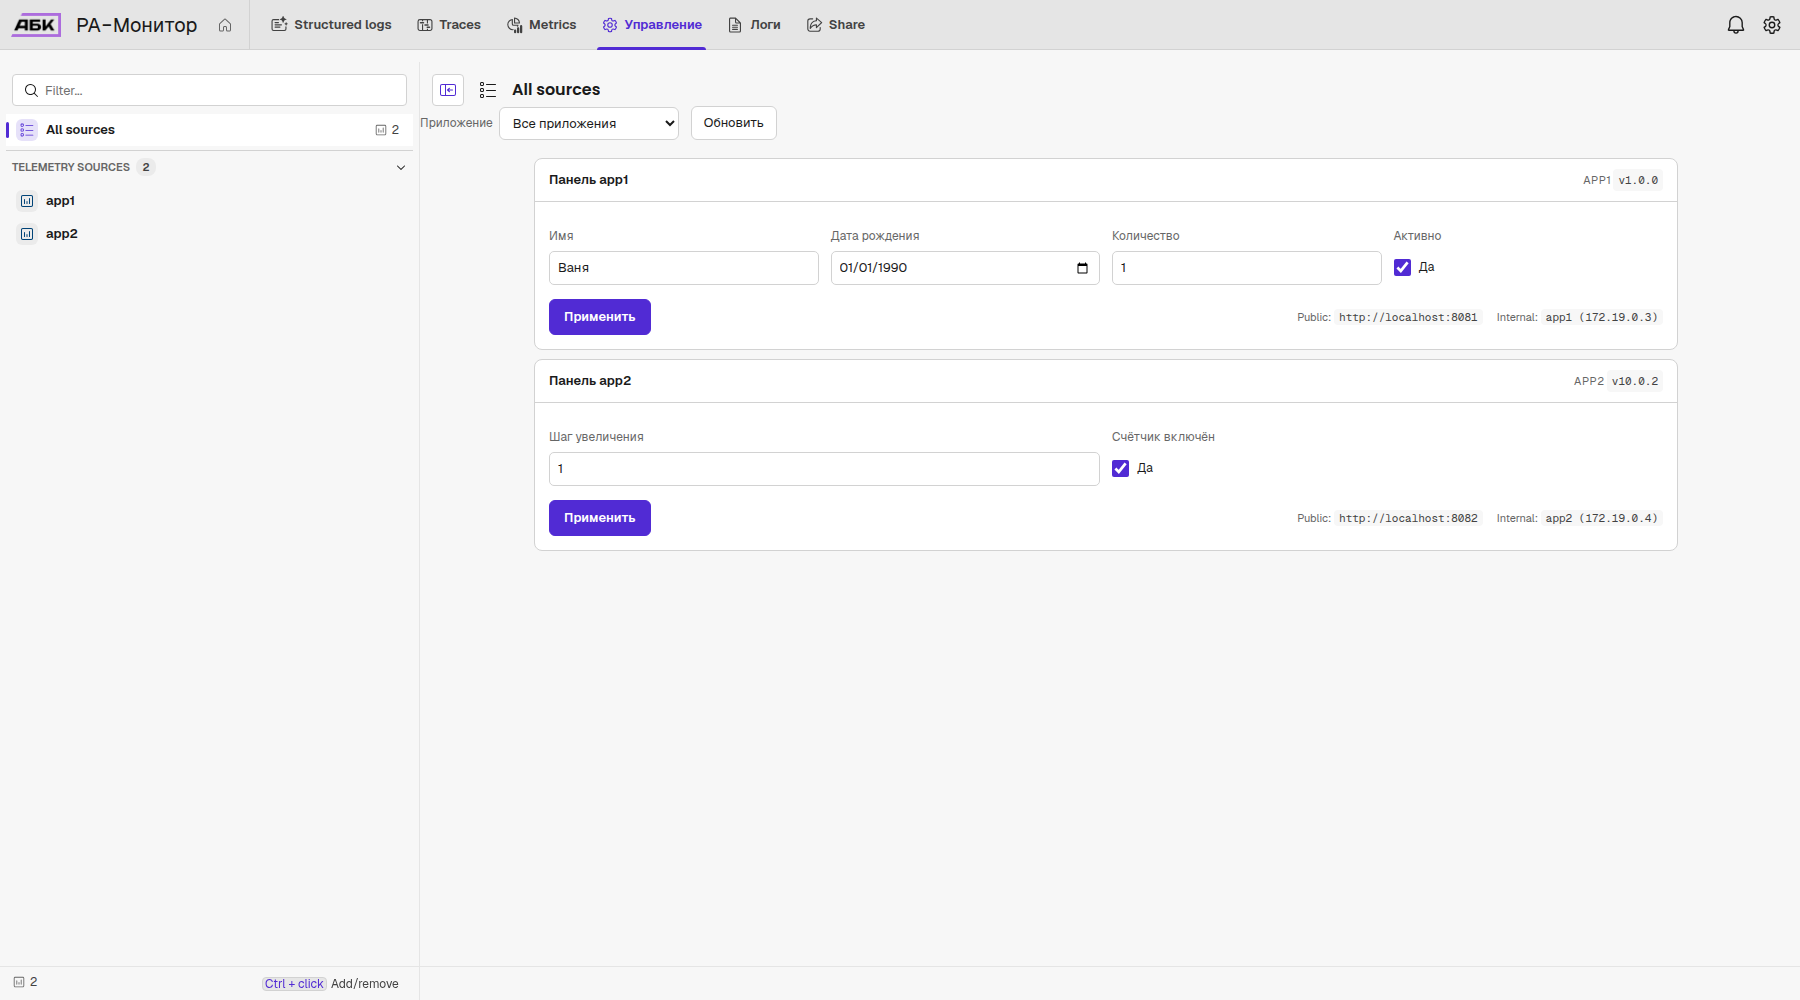 АБК РА-Монитор Structured logs Traces Metrics Управление Логи Share
Filter...
All sources 2
TELEMETRY SOURCES 2
app1
app2
All sources
Приложение Все приложения Обновить
Панель app1 APP1 v1.0.0
Имя Дата рождения Количество Активно
Ваня 01/01/1990 1 Да
Применить Public: http://localhost:8081 Internal: app1 (172.19.0.3)
Панель app2 APP2 v10.0.2
Шаг увеличения Счётчик включён
1 Да
Применить Public: http://localhost:8082 Internal: app2 (172.19.0.4)
2 Ctrl + click Add/remove